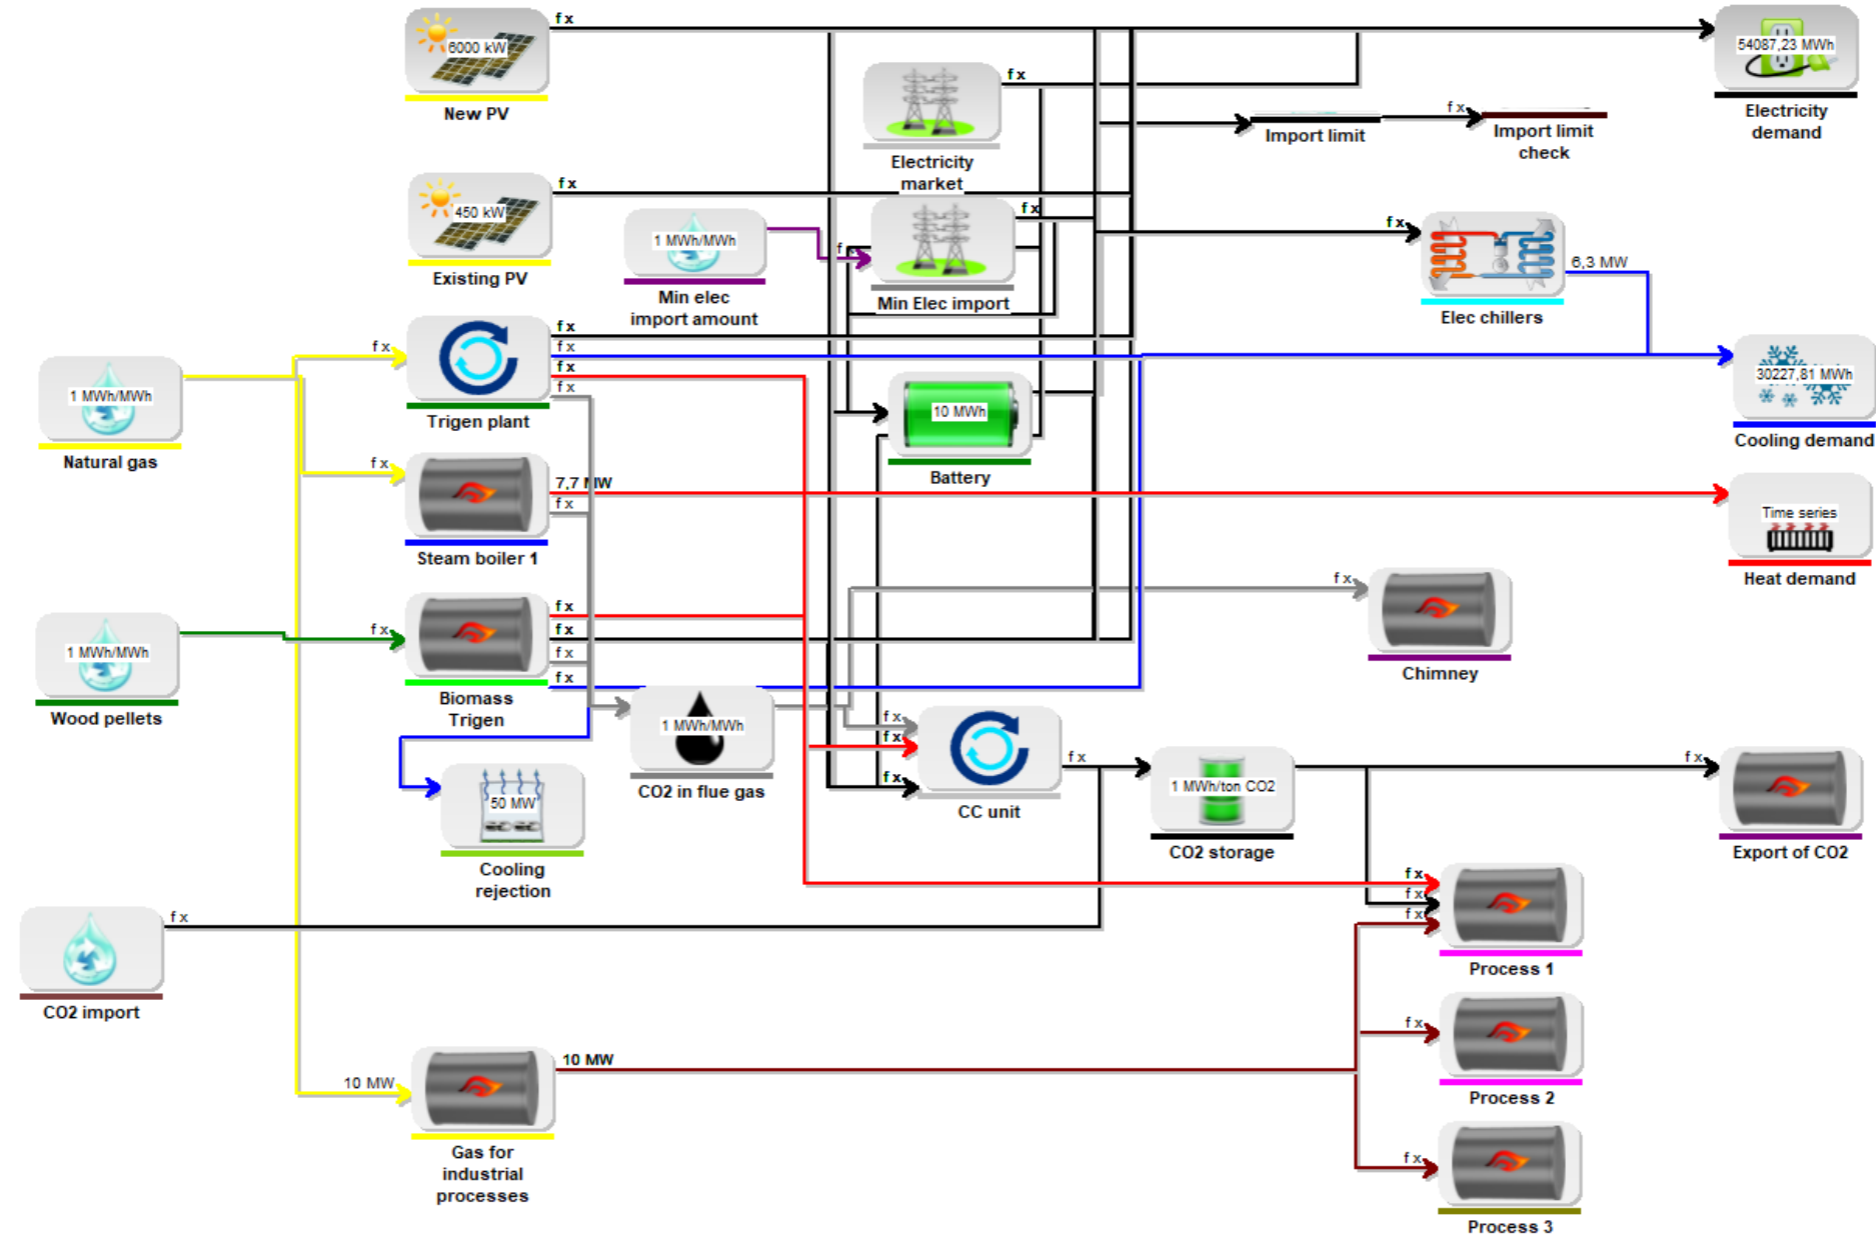 f x
6000 kW
New PV
54087,23 MWh
Electricity
demand
f x
Electricity
market
Import limit
f x
Import limit
check
f x
450 kW
Existing PV
1 MWh/MWh
Min elec
import amount
f
f x
Min Elec import
f x
6,3 MW
Elec chillers
1 MWh/MWh
Natural gas
f x
f x
f x
f x
f x
Trigen plant
10 MWh
Battery
30227,81 MWh
Cooling demand
f x
7,7 MW
f x
Steam boiler 1
Time series
Heat demand
1 MWh/MWh
Wood pellets
f x
f x
f x
f x
f x
Biomass
Trigen
f x
Chimney
1 MWh/MWh
CO2 in flue gas
50 MW
Cooling
rejection
f x
f x
f x
f x
CC unit
1 MWh/ton CO2
CO2 storage
f x
Export of CO2
f x
f x
f x
Process 1
f x
CO2 import
f x
Process 2
10 MW
10 MW
Gas for
industrial
processes
f x
Process 3